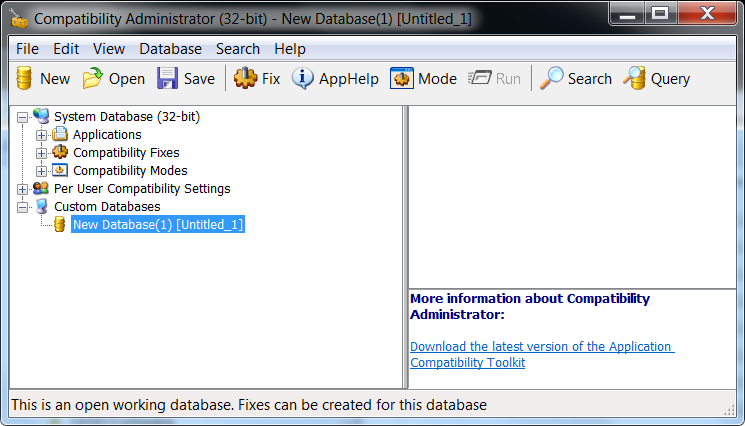 Compatibility Administrator (32-bit) - New Database(1) [Untitled_1]
File Edit View Database Search Help
New Open Save Fix AppHelp Mode Run Search Query
System Database (32-bit)
Applications
Compatibility Fixes
Compatibility Modes
Per User Compatibility Settings
Custom Databases
New Database(1) [Untitled_1]
More information about Compatibility
Administrator:
Download the latest version of the Application
Compatibility Toolkit
This is an open working database. Fixes can be created for this database